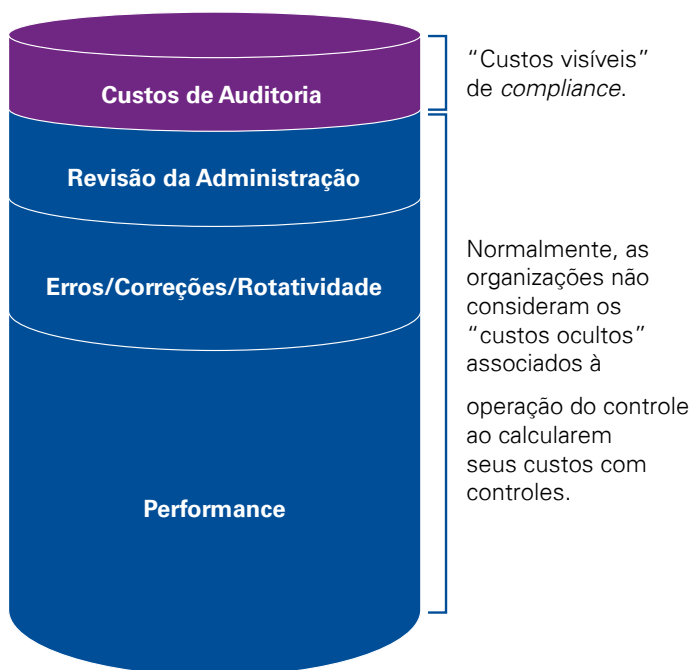 “Custos visíveis”
de compliance.
Custos de Auditoria
Revisão da Administração
Erros/Correções/Rotatividade
Performance
Normalmente, as
organizações não
consideram os
“custos ocultos”
associados à
operação do controle
ao calcularem
seus custos com
controles.